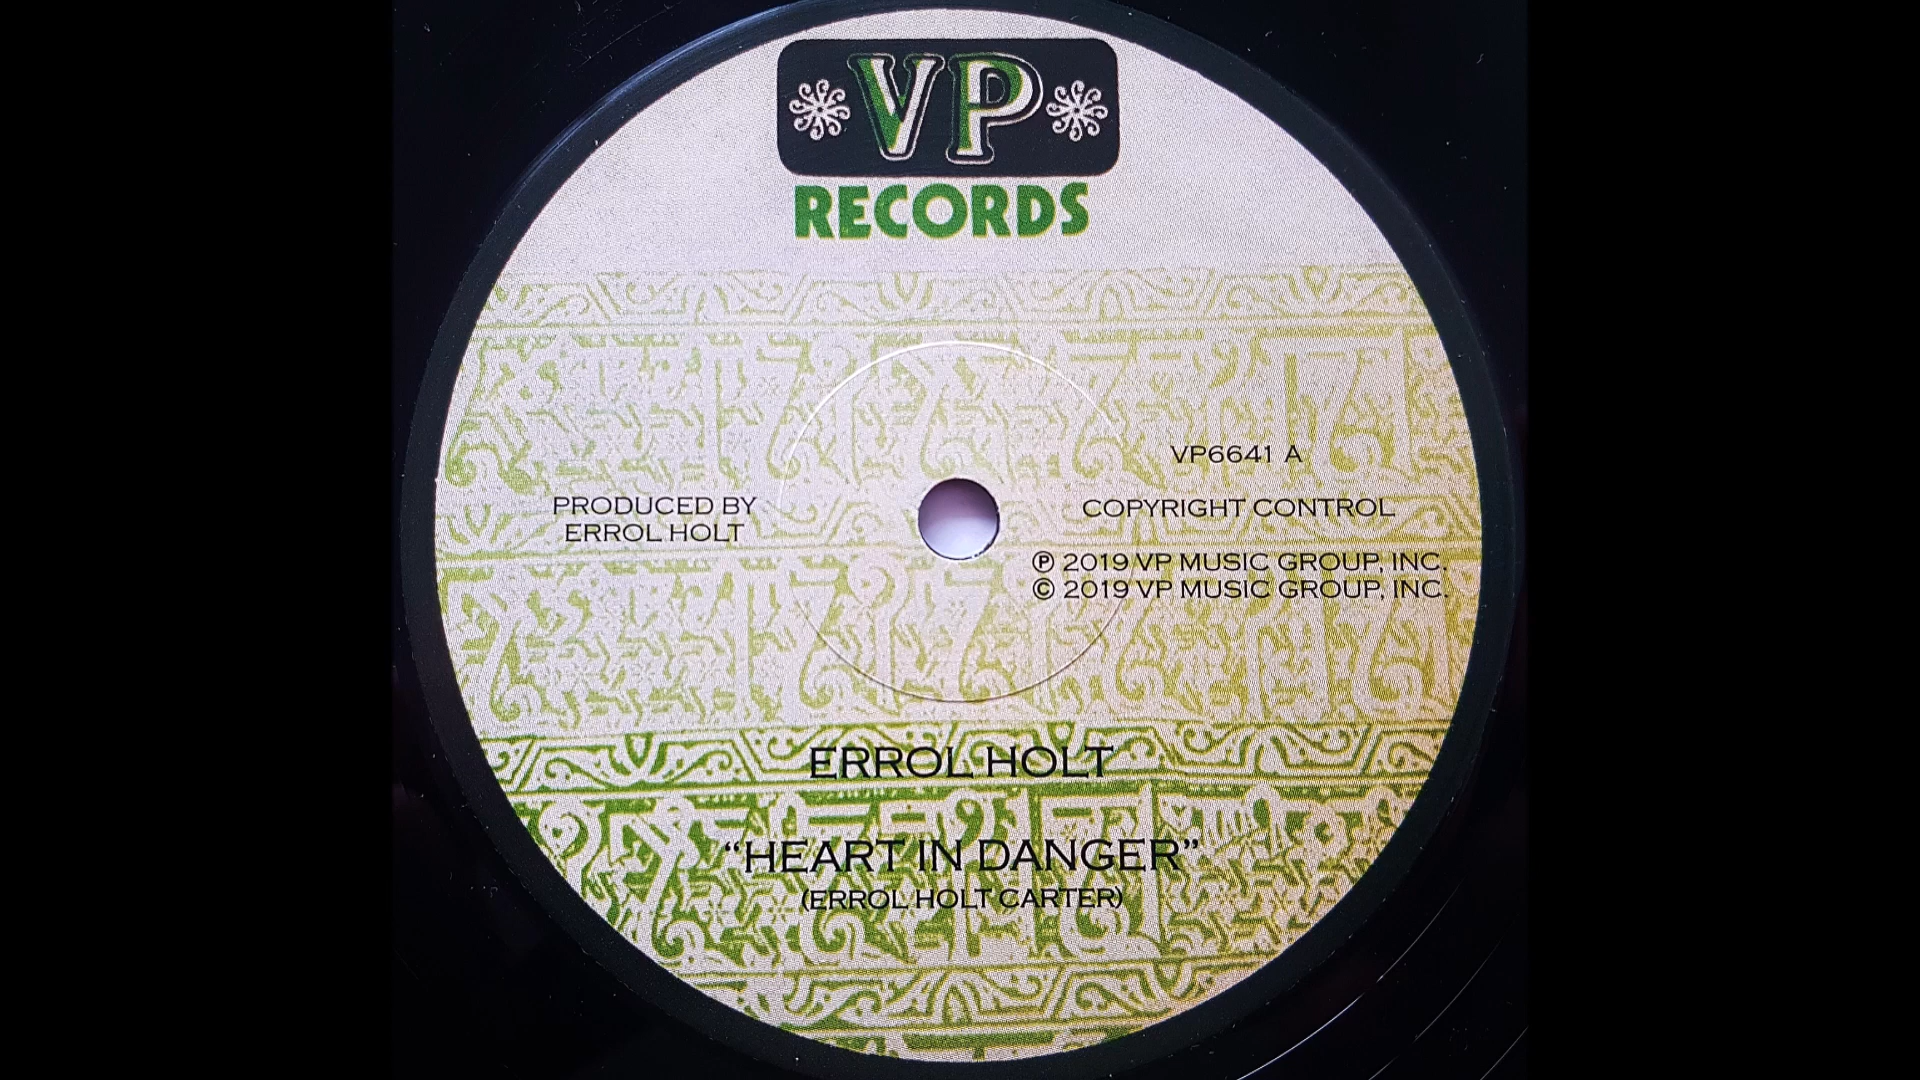 VP
RECORDS
VP6641 A
PRODUCED BY
ERROL HOLT
COPYRIGHT CONTROL
℗ 2019 VP MUSIC GROUP, INC.
© 2019 VP MUSIC GROUP, INC.
ERROL HOLT
“HEART IN DANGER”
(ERROL HOLT CARTER)